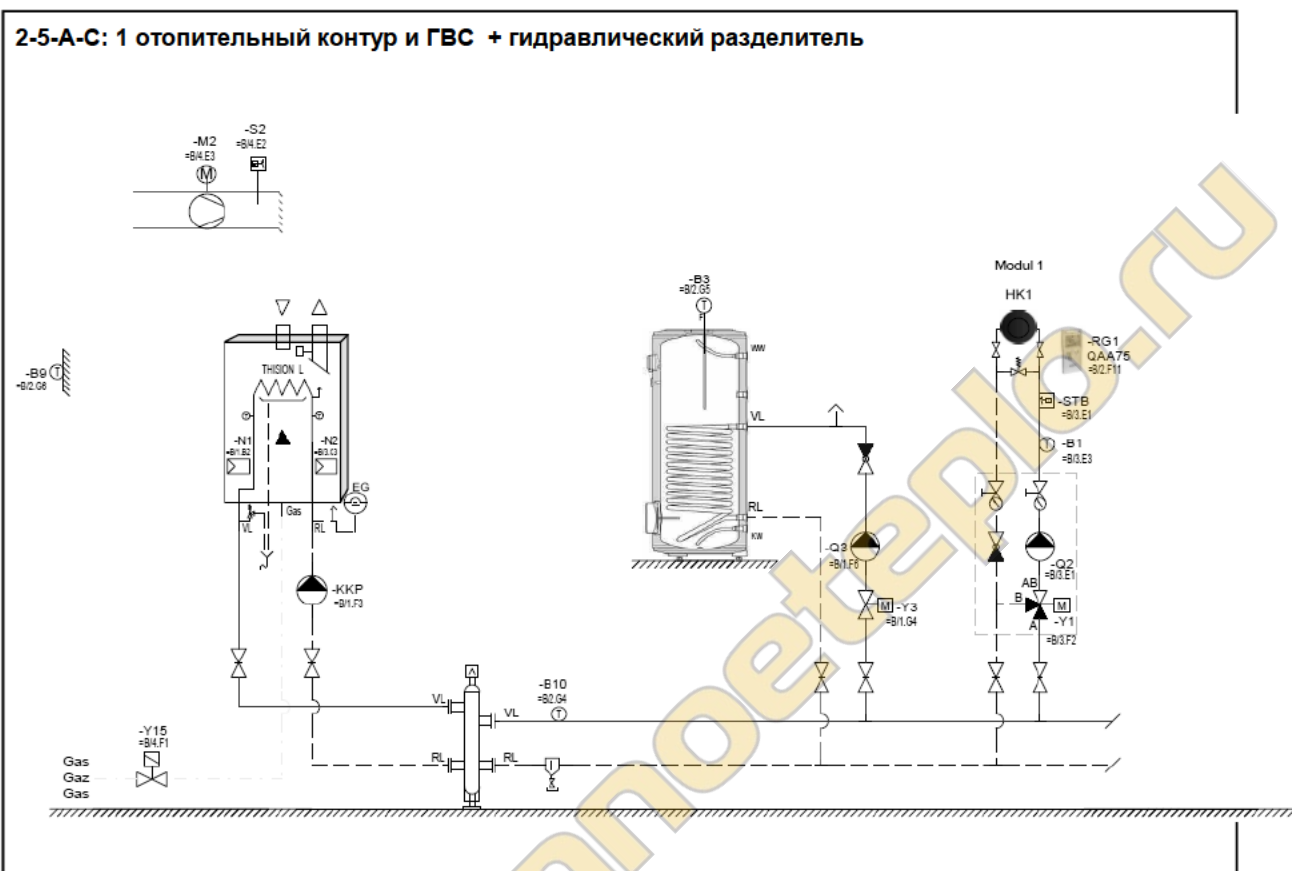 2-5-A-C: 1 отопительный контур и ГВС + гидравлический разделитель
-M2
=B/4.E3
M
-S2
=B/4.E2
-B9
=B/2.G6
T
THISION L
-N1
=B/1.B2
-N2
=B/3.C3
EG
VL
Gas
RL
-KKP
=B/1.F3
-Y15
=B/4.F1
Gas
Gaz
Gas
VL
RL
VL
RL
-B10
=B/2.G4
T
-B3
=B/2.G5
T
F
WW
VL
RL
KW
-Q3
=B/1.F6
M
-Y3
=B/1.G4
Modul 1
HK1
-RG1
QAA75
=B/2.F11
-STB
=B/3.E1
T
-B1
=B/3.E3
-Q2
=B/3.E1
AB
B
A
M
-Y1
=B/3.F2
noeteplo.ru